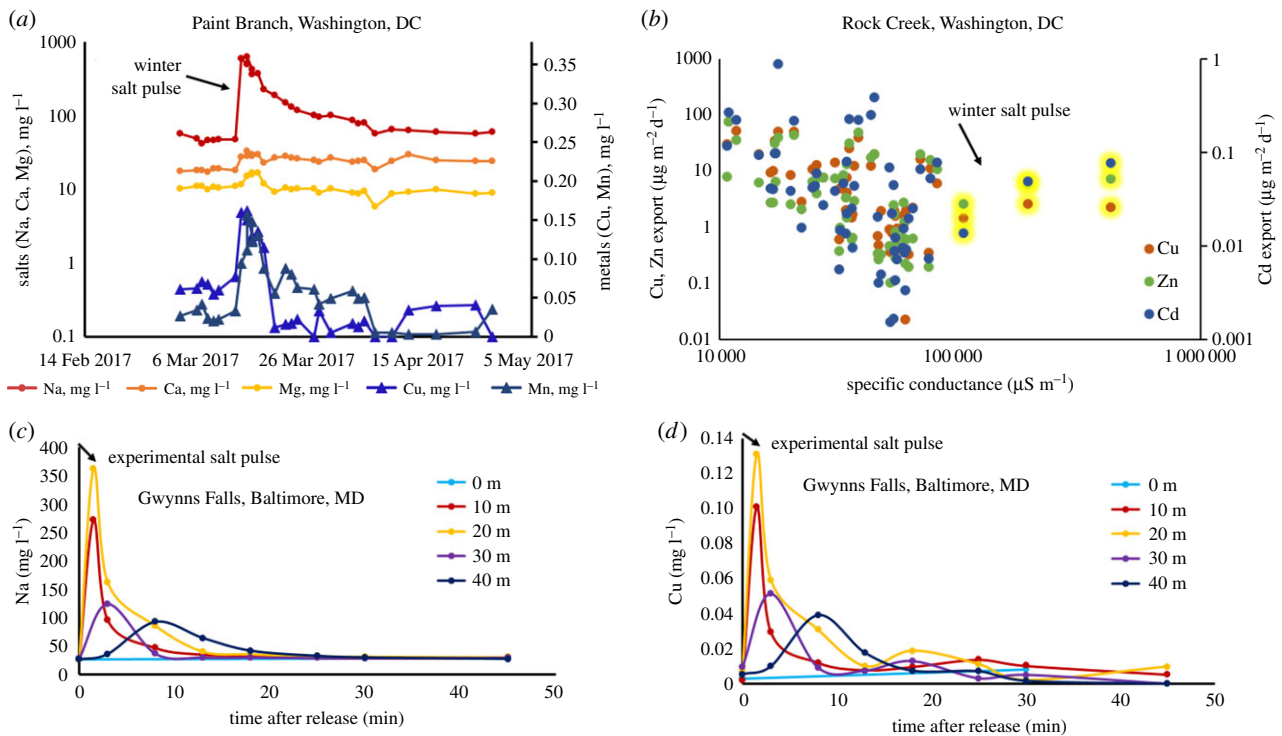 (a)
Paint Branch, Washington, DC
1000
100
10
1
0.1
salts (Na, Ca, Mg), mg l⁻¹
winter
salt pulse
0.35
0.30
0.25
0.20
0.15
0.10
0.05
0
metals (Cu, Mn), mg l⁻¹
14 Feb 2017
6 Mar 2017
26 Mar 2017
15 Apr 2017
5 May 2017
Na, mg l⁻¹
Ca, mg l⁻¹
Mg, mg l⁻¹
Cu, mg l⁻¹
Mn, mg l⁻¹
(b)
Rock Creek, Washington, DC
1000
100
10
1
0.1
0.01
Cu, Zn export (µg m⁻² d⁻¹)
winter salt pulse
Cu
Zn
Cd
1
0.1
0.01
0.001
Cd export (µg m⁻² d⁻¹)
10 000
100 000
1 000 000
specific conductance (µS m⁻¹)
(c)
400
350
300
250
200
150
100
50
0
Na (mg l⁻¹)
experimental salt pulse
Gwynns Falls, Baltimore, MD
0 m
10 m
20 m
30 m
40 m
0
10
20
30
40
50
time after release (min)
(d)
0.14
0.12
0.10
0.08
0.06
0.04
0.02
0
Cu (mg l⁻¹)
experimental salt pulse
Gwynns Falls, Baltimore, MD
0 m
10 m
20 m
30 m
40 m
0
10
20
30
40
50
time after release (min)